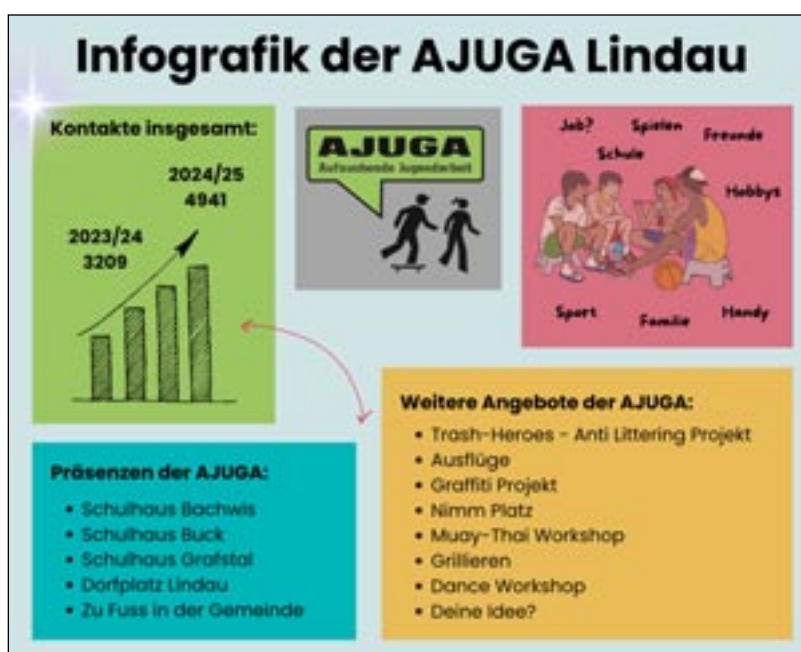 Infografik der AJUGA Lindau
Kontakte insgesamt:
2024/25
4941
2023/24
3209
AJUGA
Aufsuchende Jugendarbeit
Job?
Spielen
Freunde
Schule
Hobbys
Sport
Familie
Handy
Präsenzen der AJUGA:
• Schulhaus Bachwis
• Schulhaus Buck
• Schulhaus Grafstal
• Dorfplatz Lindau
• Zu Fuss in der Gemeinde
Weitere Angebote der AJUGA:
• Trash-Heroes - Anti Littering Projekt
• Ausflüge
• Graffiti Projekt
• Nimm Platz
• Muay-Thai Workshop
• Grillieren
• Dance Workshop
• Deine Idee?